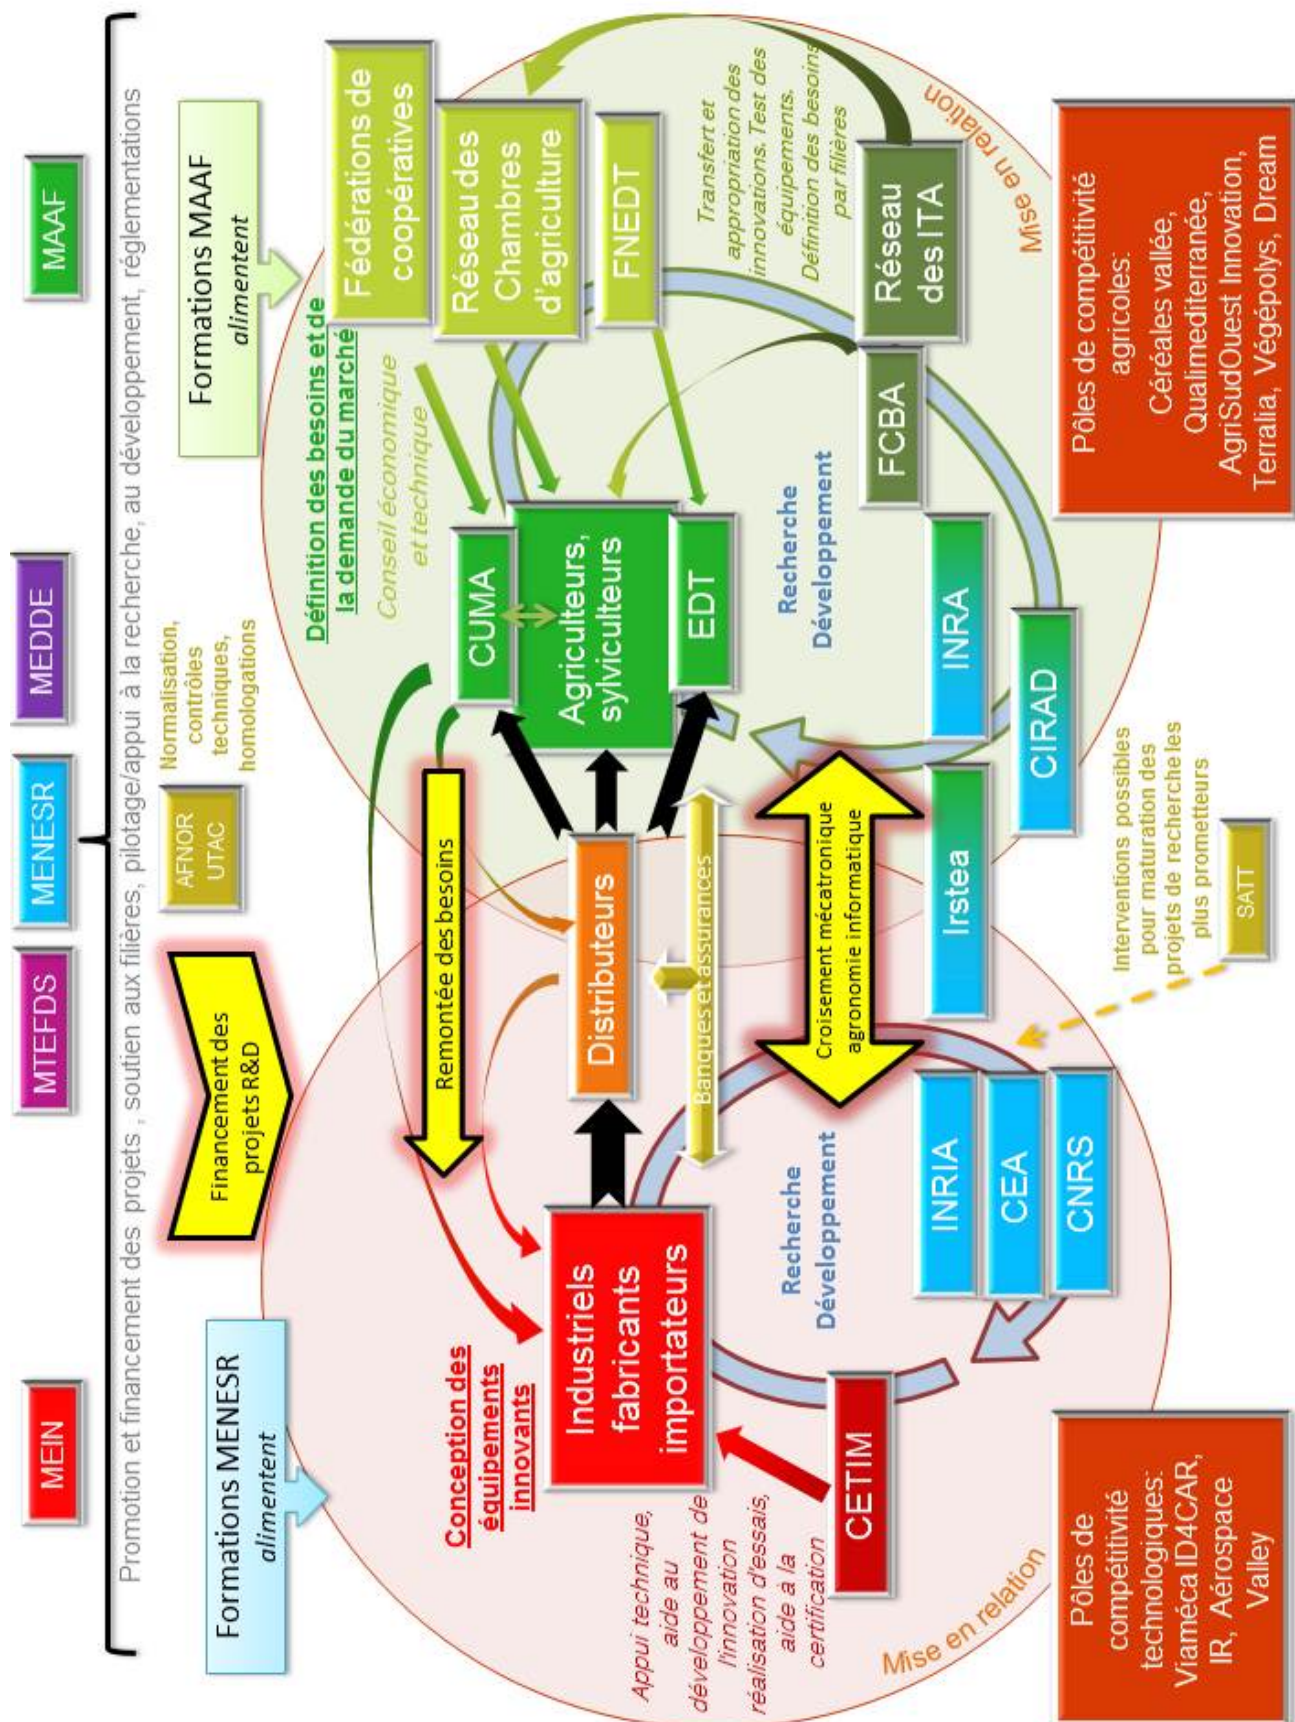 MEIN
MTEFDS
MENESR
MEDDE
MAAF
Promotion et financement des projets , soutien aux filières, pilotage/appui à la recherche, au développement, réglementations
Formations MENESR
alimentent
Financement des
projets R&D
AFNOR
UTAC
Normalisation,
contrôles
techniques,
homologations
Formations MAAF
alimentent
Définition des besoins et de
la demande du marché
Conseil économique
et technique
Fédérations de
coopératives
Réseau des
Chambres
d'agriculture
FNEDT
Remontée des besoins
Conception des
équipements
innovants
Industriels
fabricants
importateurs
Distributeurs
CUMA
Agriculteurs,
sylviculteurs
EDT
Banques et assurances
Transfert et
appropriation des
innovations. Test des
équipements.
Définition des besoins
par filières
Appui technique,
aide au
développement de
l'innovation
réalisation d'essais,
aide à la
certification
CETIM
Recherche
Développement
Croisement mécatronique
agronomie informatique
Recherche
Développement
FCBA
Réseau
des ITA
INRIA
CEA
CNRS
Irstea
INRA
CIRAD
Mise en relation
Mise en relation
Interventions possibles
pour maturation des
projets de recherche les
plus prometteurs
SATT
Pôles de
compétitivité
technologiques:
Viaméca ID4CAR,
IR, Aérospace
Valley
Pôles de compétitivité
agricoles:
Céréales vallée,
Qualimediterranée,
AgriSudOuest Innovation,
Terralia, Végépolys, Dream